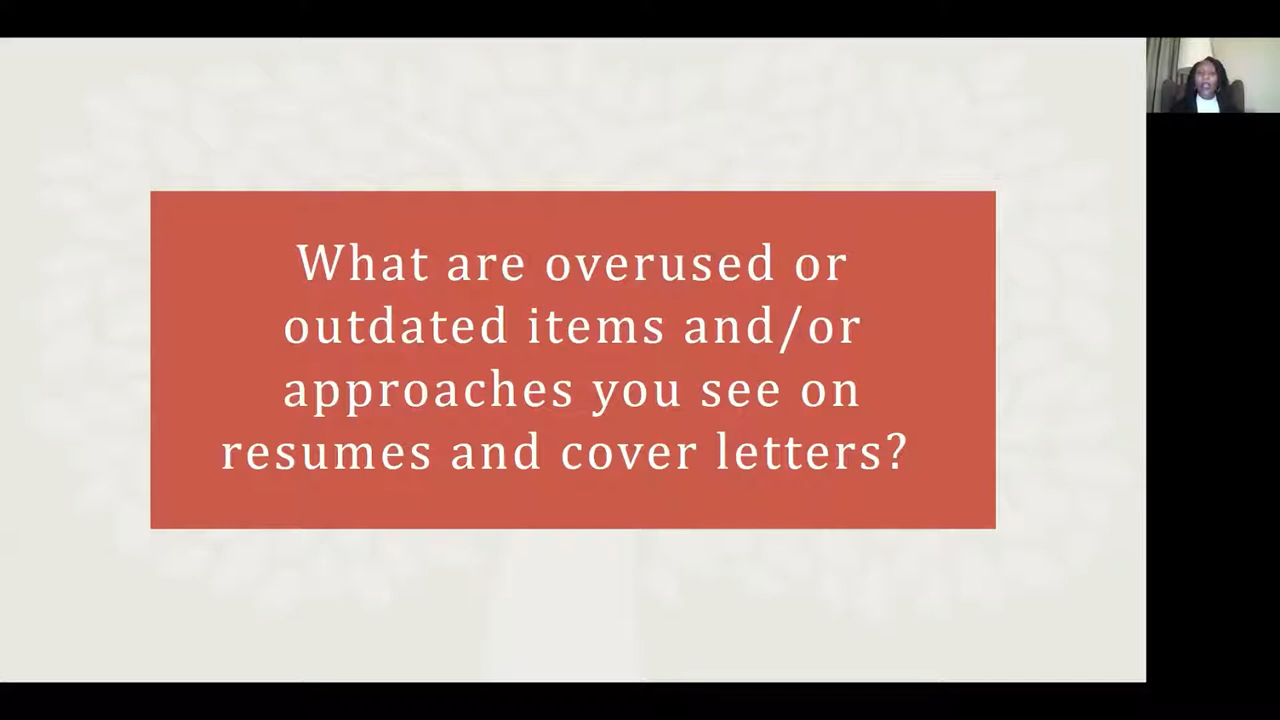 What are overused or
outdated items and/or
approaches you see on
resumes and cover letters?